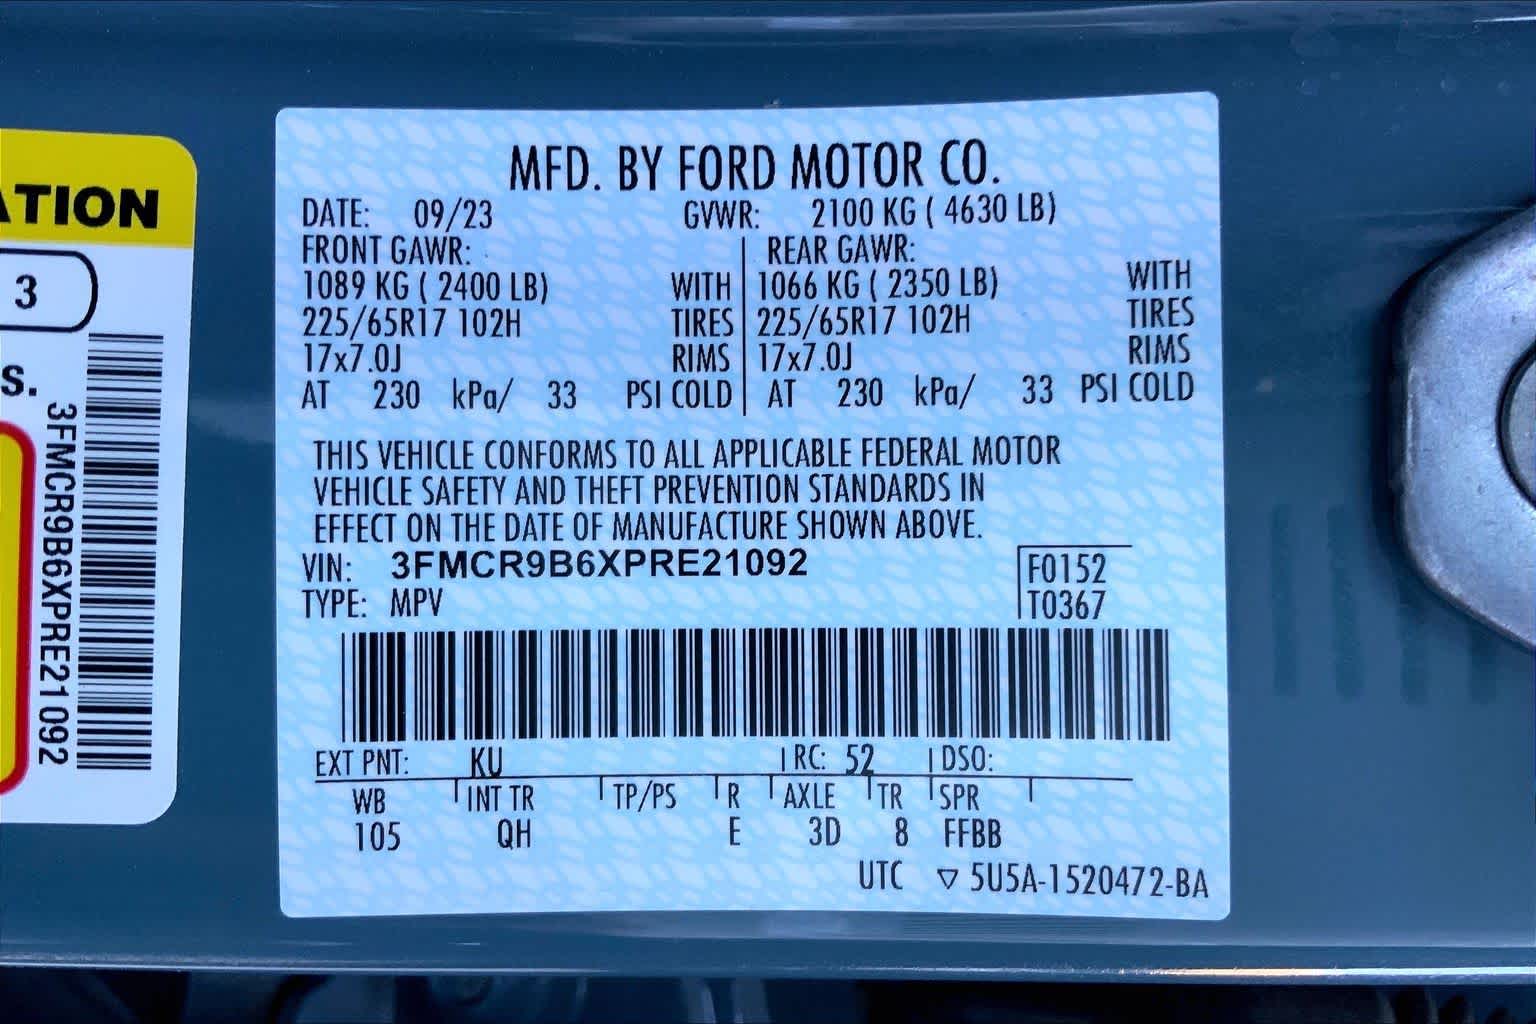 ATION
3
S.
3FMCR9B6XPRE21092
MFD. BY FORD MOTOR CO.
DATE: 09/23 GVWR: 2100 KG ( 4630 LB)
FRONT GAWR: REAR GAWR:
1089 KG ( 2400 LB) WITH 1066 KG ( 2350 LB) WITH
225/65R17 102H TIRES 225/65R17 102H TIRES
17x7.0J RIMS 17x7.0J RIMS
AT 230 kPa/ 33 PSI COLD AT 230 kPa/ 33 PSI COLD
THIS VEHICLE CONFORMS TO ALL APPLICABLE FEDERAL MOTOR
VEHICLE SAFETY AND THEFT PREVENTION STANDARDS IN
EFFECT ON THE DATE OF MANUFACTURE SHOWN ABOVE.
VIN: 3FMCR9B6XPRE21092 F0152
TYPE: MPV T0367
EXT PNT: KU RC: 52 DSO:
WB INT TR TP/PS R AXLE TR SPR
105 QH E 3D 8 FFBB
UTC ▽ 5U5A-1520472-BA